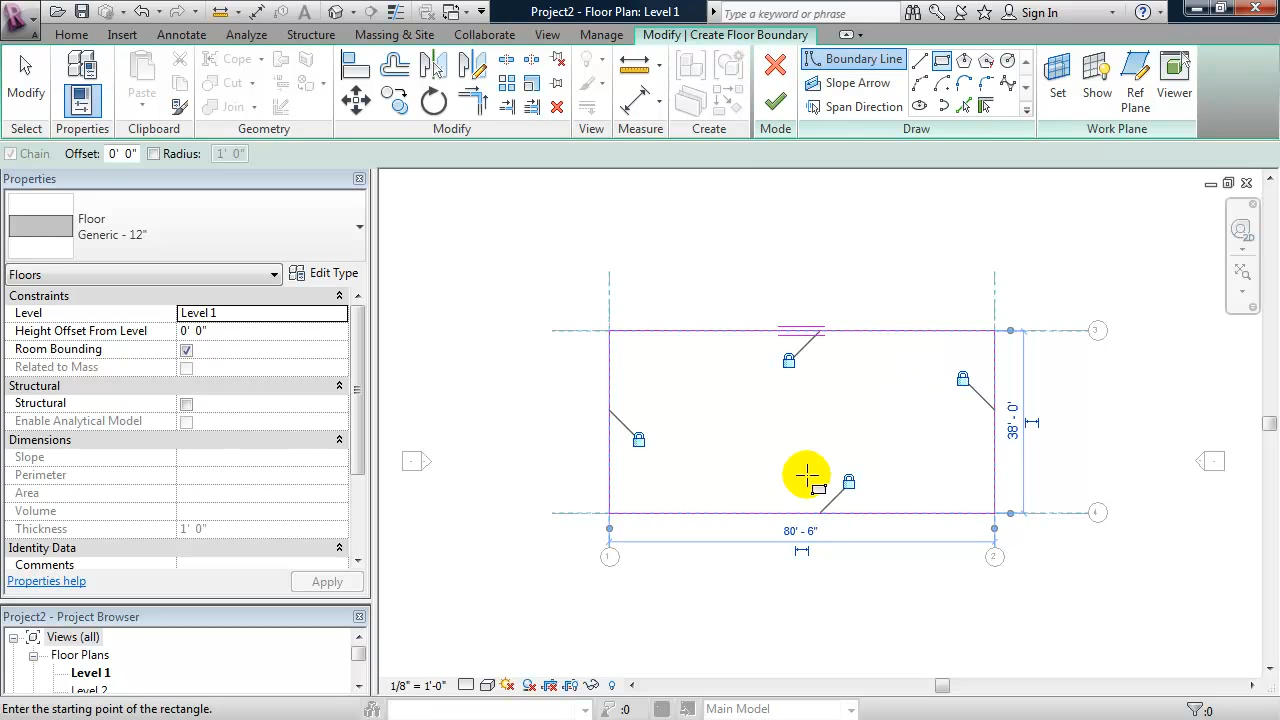 Project2 - Floor Plan: Level 1
Type a keyword or phrase
Sign In
Home
Insert
Annotate
Analyze
Structure
Massing & Site
Collaborate
View
Manage
Modify | Create Floor Boundary
Modify
Paste
Cope
Cut
Join
Boundary Line
Slope Arrow
Span Direction
Set
Show
Ref
Plane
Viewer
Select
Properties
Clipboard
Geometry
Modify
View
Measure
Create
Mode
Draw
Work Plane
Chain
Offset: 0' 0"
Radius: 1' 0"
Properties
Floor
Generic - 12"
Floors
Edit Type
Constraints
Level
Level 1
Height Offset From Level
0' 0"
Room Bounding
Related to Mass
Structural
Structural
Enable Analytical Model
Dimensions
Slope
Perimeter
Area
Volume
Thickness
1' 0"
Identity Data
Comments
Properties help
Apply
Project2 - Project Browser
Views (all)
Floor Plans
Level 1
Level 2
3
38' - 0"
4
80' - 6"
1
2
2D
1/8" = 1'-0"
Enter the starting point of the rectangle.
:0
Main Model
:0